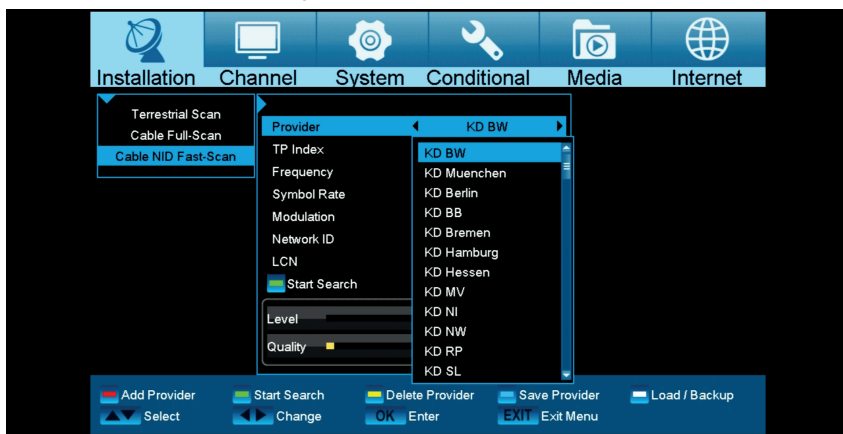 Installation Channel System Conditional Media Internet
Terrestrial Scan
Cable Full-Scan
Cable NID Fast-Scan
Provider KD BW
TP Index
Frequency
Symbol Rate
Modulation
Network ID
LCN
Start Search
Level
Quality
KD BW
KD Muenchen
KD Berlin
KD BB
KD Bremen
KD Hamburg
KD Hessen
KD MV
KD NI
KD NW
KD RP
KD SL
Add Provider Start Search Delete Provider Save Provider Load / Backup
Select Change OK Enter EXIT Exit Menu